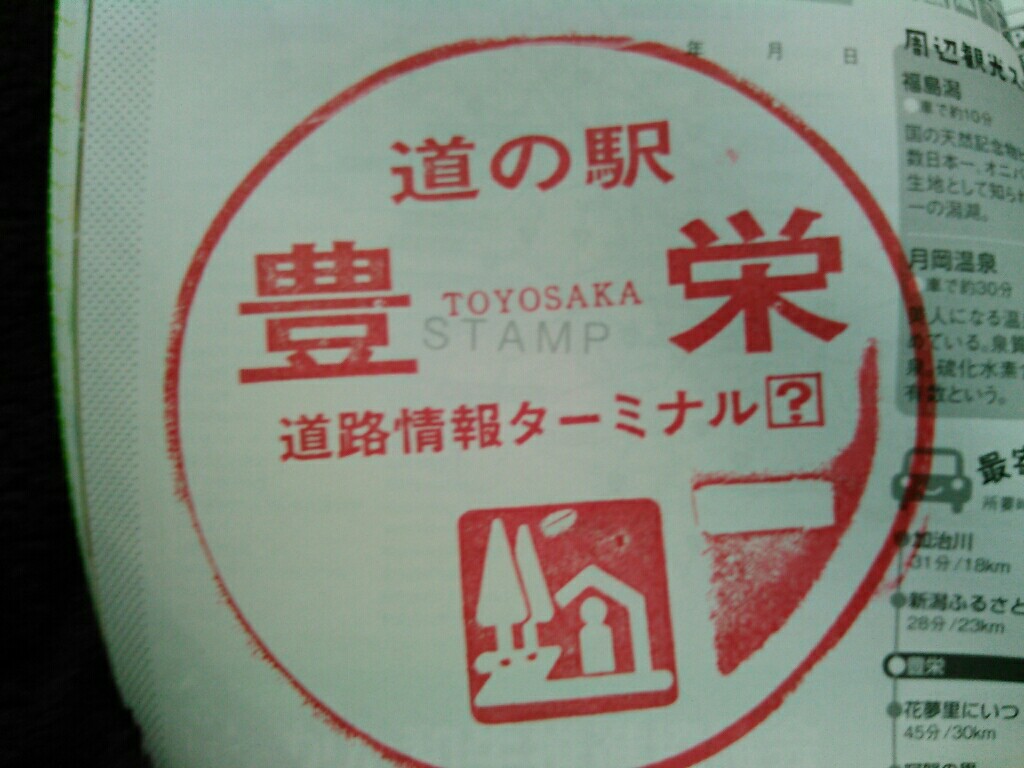 年 月 日
道の駅
豊栄
TOYOSAKA
STAMP
道路情報ターミナル?
周辺観光
福島潟
車で約10分
国の天然記念物
数日本一、オニバ
生地として知られ
一の潟湖。
月岡温泉
車で約30分
美人になる温
めている。泉質
泉。硫化水素
有数という。
最寄
加治川
31分/18km
新潟ふるさと
28分/23km
豊栄
花夢里にいつ
45分/30km